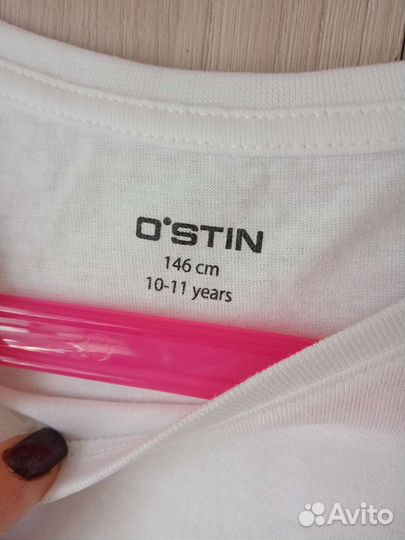 O'STIN
146 cm
10-11 years
Avito